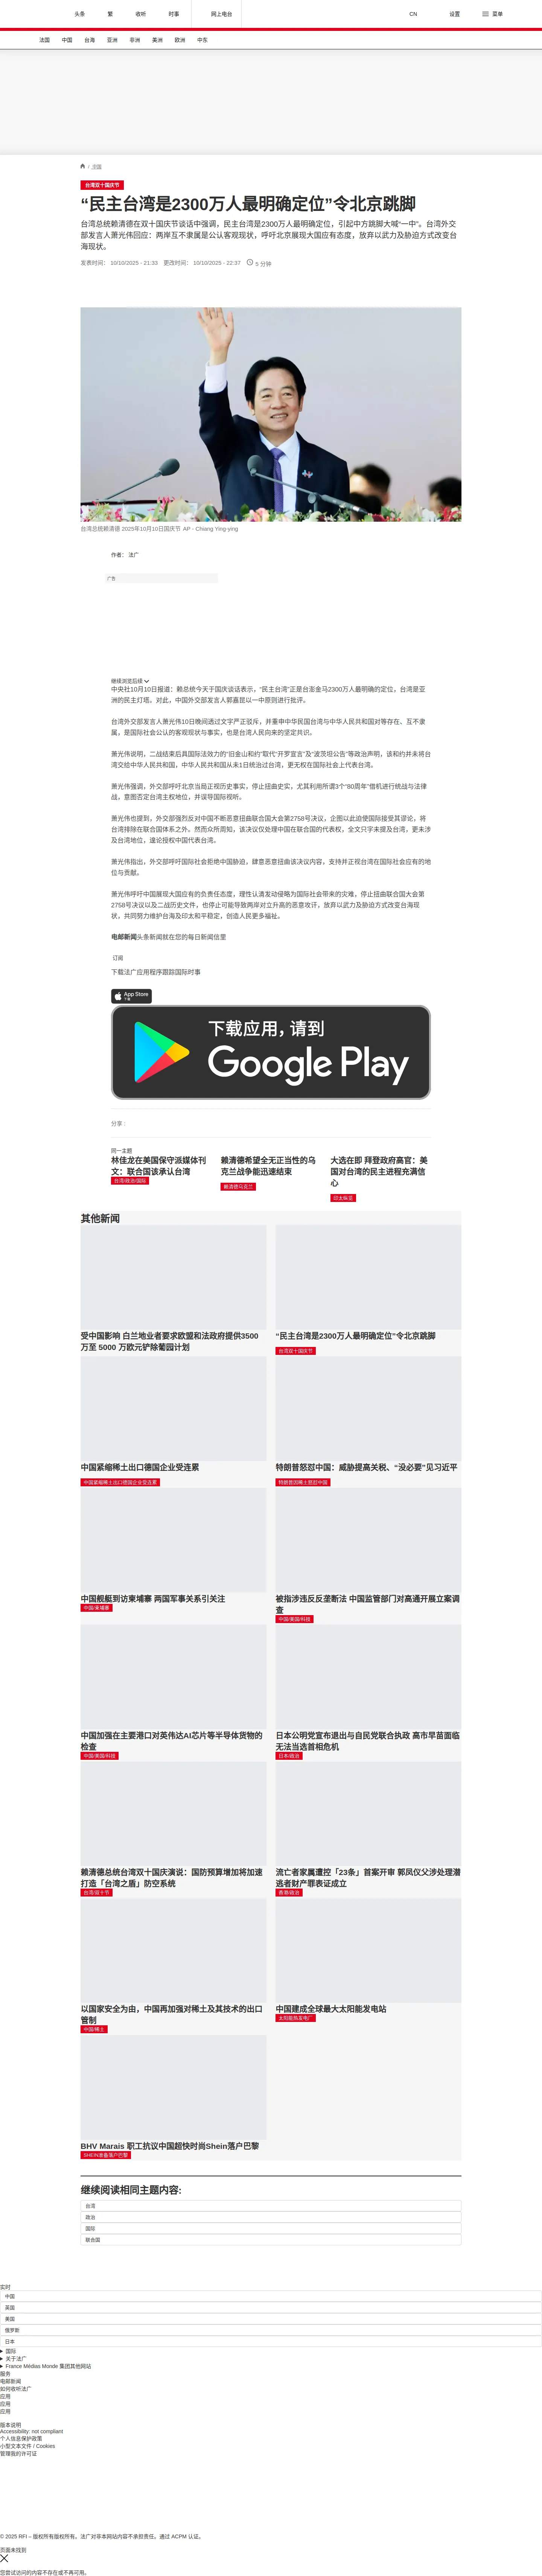 头条
繁
收听
时事
网上电台
CN
设置
菜单
法国
中国
台海
亚洲
非洲
美洲
欧洲
中东
/ 法国
台湾双十国庆节
“民主台湾是2300万人最明确定位”令北京跳脚
台湾总统赖清德在双十国庆节谈话中强调，民主台湾是2300万人最明确定位，引起中方跳脚大喊“一中”。台湾外交
部发言人萧光伟回应：两岸互不隶属是公认客观现状，呼吁北京展现大国应有态度，放弃以武力及胁迫方式改变台
海现状。
发表时间： 10/10/2025 - 21:33 更改时间： 10/10/2025 - 22:37 5 分钟
台湾总统赖清德 2025年10月10日国庆节 AP - Chiang Ying-ying
作者： 法广
广告
继续浏览后续
中央社10月10日报道：赖总统今天于国庆谈话表示，“民主台湾”正是台澎金马2300万人最明确的定位，台湾是亚
洲的民主灯塔。对此，中国外交部发言人郭嘉昆以一中原则进行批评。
台湾外交部发言人萧光伟10日晚间透过文字严正驳斥，并重申中华民国台湾与中华人民共和国对等存在、互不隶
属，是国际社会公认的客观现状与事实，也是台湾人民向来的坚定共识。
萧光伟说明，二战结束后具国际法效力的“旧金山和约”取代“开罗宣言”及“波茨坦公告”等政治声明，该和约并未将台
湾交给中华人民共和国，中华人民共和国从未1日统治过台湾，更无权在国际社会上代表台湾。
萧光伟强调，外交部呼吁北京当局正视历史事实，停止扭曲史实，尤其利用所谓3个“80周年”借机进行统战与法律
战，意图否定台湾主权地位，并误导国际视听。
萧光伟也提到，外交部强烈反对中国不断恶意扭曲联合国大会第2758号决议，企图以此迫使国际接受其谬论，将
台湾排除在联合国体系之外。然而众所周知，该决议仅处理中国在联合国的代表权，全文只字未提及台湾，更未涉
及台湾地位，遑论授权中国代表台湾。
萧光伟指出，外交部呼吁国际社会拒绝中国胁迫，肆意恶意扭曲该决议内容，支持并正视台湾在国际社会应有的地
位与贡献。
萧光伟呼吁中国展现大国应有的负责任态度，理性认清发动侵略为国际社会带来的灾难，停止扭曲联合国大会第
2758号决议以及二战历史文件，也停止可能导致两岸对立升高的恶意攻讦，放弃以武力及胁迫方式改变台海现
状，共同努力维护台海及印太和平稳定，创造人民更多福祉。
电邮新闻头条新闻就在您的每日新闻信里
订阅
下载法广应用程序跟踪国际时事
App Store
下载应用，请到
Google Play
分享 :
同一主题
林佳龙在美国保守派媒体刊
文：联合国该承认台湾
台湾/政治/国际
赖清德希望全无正当性的乌
克兰战争能迅速结束
赖清德乌克兰
大选在即 拜登政府高官：美
国对台湾的民主进程充满信
心
印太纵览
其他新闻
受中国影响 白兰地业者要求欧盟和法政府提供3500
万至 5000 万欧元铲除葡园计划
“民主台湾是2300万人最明确定位”令北京跳脚
台湾双十国庆节
中国紧缩稀土出口德国企业受连累
中国紧缩稀土出口德国企业受连累
特朗普怒怼中国：威胁提高关税、“没必要”见习近平
特朗普因稀土怒怼中国
中国舰艇到访柬埔寨 两国军事关系引关注
中国/柬埔寨
被指涉违反反垄断法 中国监管部门对高通开展立案调
查
中国/美国/科技
中国加强在主要港口对英伟达AI芯片等半导体货物的
检查
中国/美国/科技
日本公明党宣布退出与自民党联合执政 高市早苗面临
无法当选首相危机
日本/政治
赖清德总统台湾双十国庆演说：国防预算增加将加速
打造「台湾之盾」防空系统
台湾/双十节
流亡者家属遭控「23条」首案开审 郭凤仪父涉处理潜
逃者财产罪表证成立
香港/政治
以国家安全为由，中国再加强对稀土及其技术的出口
管制
中国/稀土
中国建成全球最大太阳能发电站
太阳能热发电厂
BHV Marais 职工抗议中国超快时尚Shein落户巴黎
SHEIN准备落户巴黎
继续阅读相同主题内容:
台湾
政治
国际
联合国
实时
中国
英国
美国
俄罗斯
日本
国际
关于法广
France Médias Monde 集团其他网站
服务
电邮新闻
如何收听法广
应用
应用
应用
版本说明
Accessibility: not compliant
个人信息保护政策
小型文本文件 / Cookies
管理我的许可证
© 2025 RFI – 版权所有版权所有。法广对非本网站内容不承担责任。通过 ACPM 认证。
页面未找到
您尝试访问的内容不存在或不再可用。